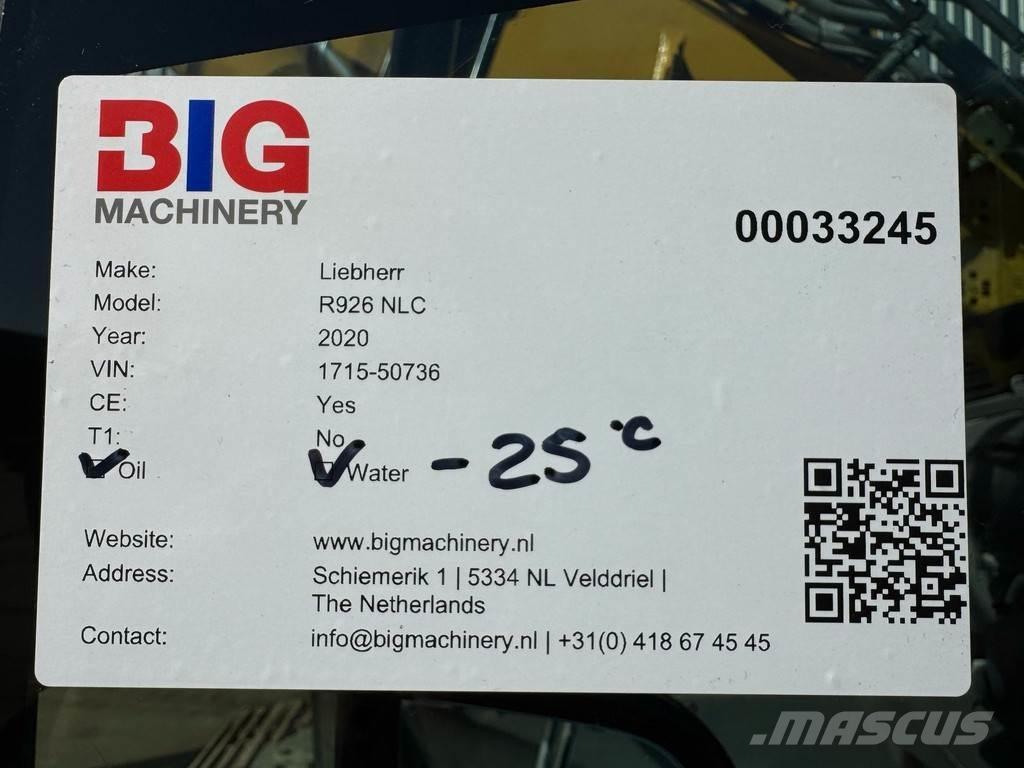 BIG
MACHINERY
00033245
Make: Liebherr
Model: R926 NLC
Year: 2020
VIN: 1715-50736
CE: Yes
T1: No
Oil Water -25 °C
Website: www.bigmachinery.nl
Address: Schiemerik 1 | 5334 NL Velddriel |
The Netherlands
Contact: info@bigmachinery.nl | +31(0) 418 67 45 45
MASCUS